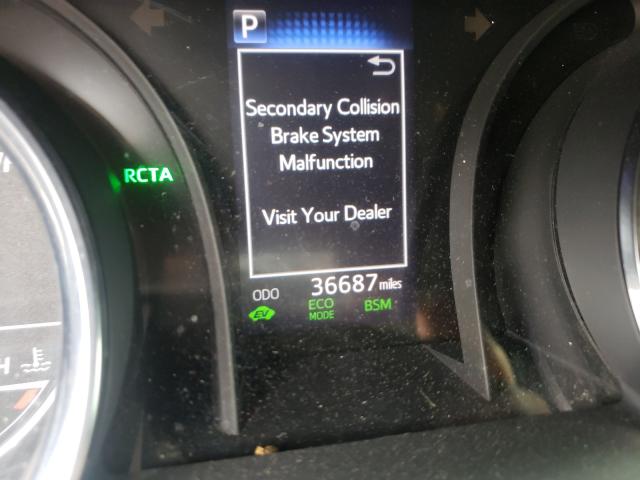 P
Secondary Collision
Brake System
Malfunction
Visit Your Dealer
RCTA
ODO 36687 miles
EV ECO MODE BSM
H